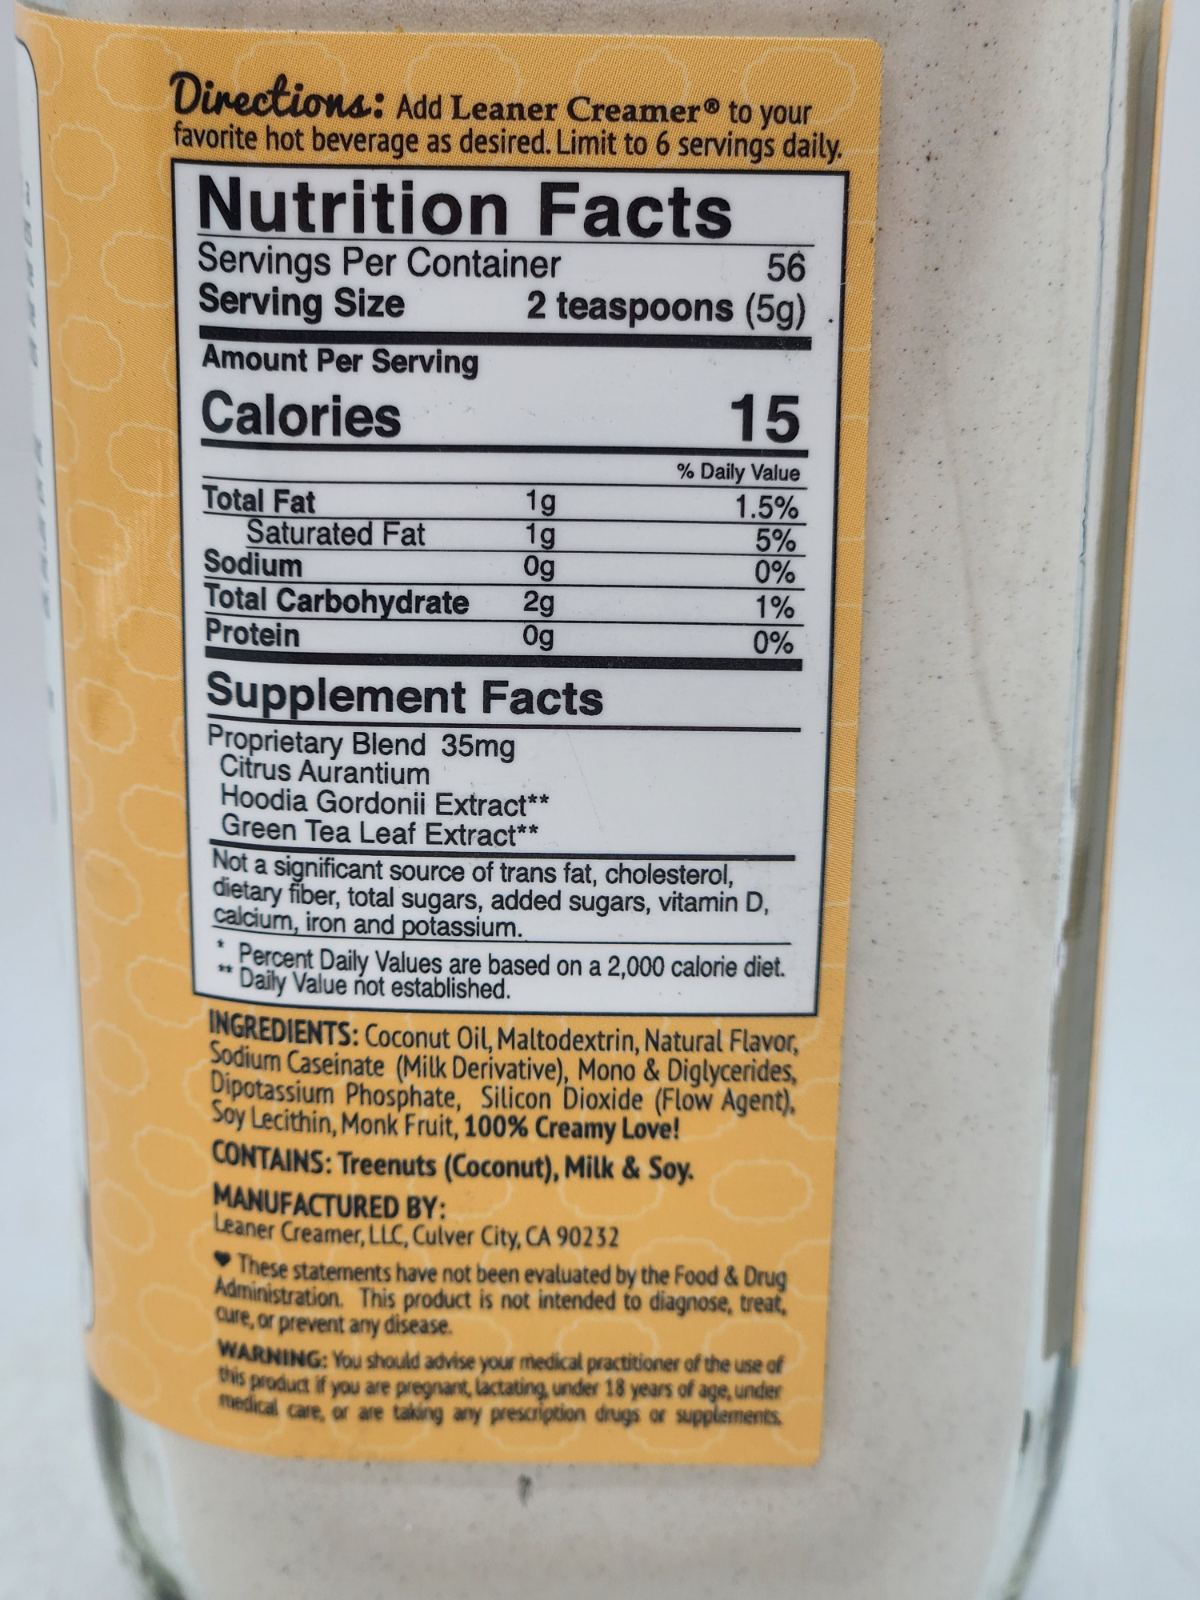 Directions: Add Leaner Creamer® to your
favorite hot beverage as desired. Limit to 6 servings daily.
Nutrition Facts
Servings Per Container 56
Serving Size 2 teaspoons (5g)
Amount Per Serving
Calories 15
% Daily Value
Total Fat 1g 1.5%
Saturated Fat 1g 5%
Sodium 0g 0%
Total Carbohydrate 2g 1%
Protein 0g 0%
Supplement Facts
Proprietary Blend 35mg
Citrus Aurantium
Hoodia Gordonii Extract**
Green Tea Leaf Extract**
Not a significant source of trans fat, cholesterol,
dietary fiber, total sugars, added sugars, vitamin D,
calcium, iron and potassium.
* Percent Daily Values are based on a 2,000 calorie diet.
** Daily Value not established.
INGREDIENTS: Coconut Oil, Maltodextrin, Natural Flavor,
Sodium Caseinate (Milk Derivative), Mono & Diglycerides,
Dipotassium Phosphate, Silicon Dioxide (Flow Agent),
Soy Lecithin, Monk Fruit, 100% Creamy Love!
CONTAINS: Treenuts (Coconut), Milk & Soy.
MANUFACTURED BY:
Leaner Creamer, LLC, Culver City, CA 90232
♥ These statements have not been evaluated by the Food & Drug
Administration. This product is not intended to diagnose, treat,
cure, or prevent any disease.
WARNING: You should advise your medical practitioner of the use of
this product if you are pregnant, lactating, under 18 years of age, under
medical care, or are taking any prescription drugs or supplements.